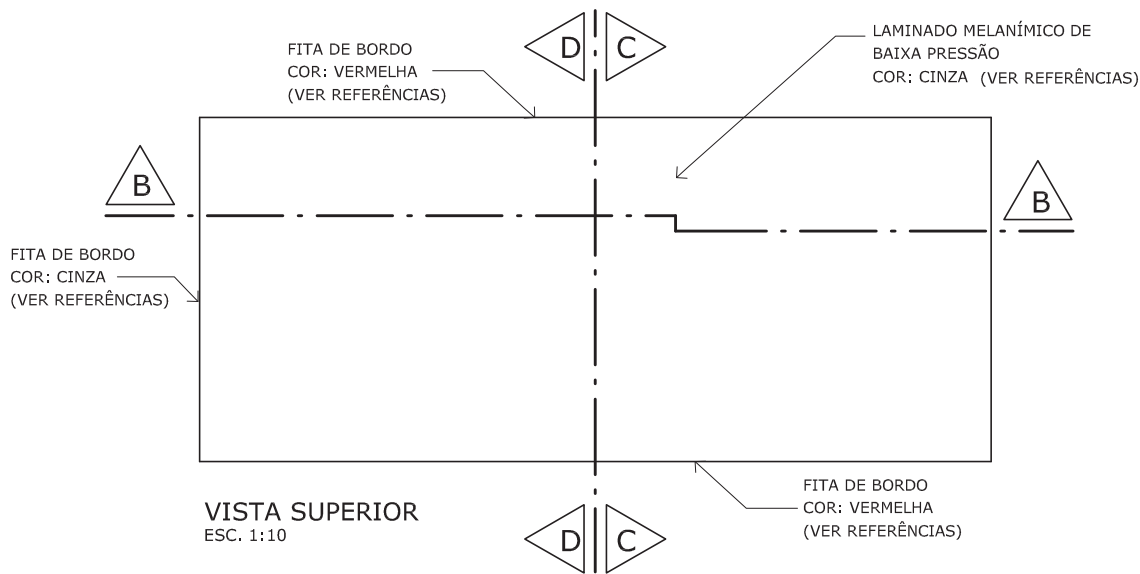 FITA DE BORDO
COR: VERMELHA
(VER REFERÊNCIAS)
D
C
LAMINADO MELANÍMICO DE
BAIXA PRESSÃO
COR: CINZA (VER REFERÊNCIAS)
B
B
FITA DE BORDO
COR: CINZA
(VER REFERÊNCIAS)
VISTA SUPERIOR
ESC. 1:10
D
C
FITA DE BORDO
COR: VERMELHA
(VER REFERÊNCIAS)